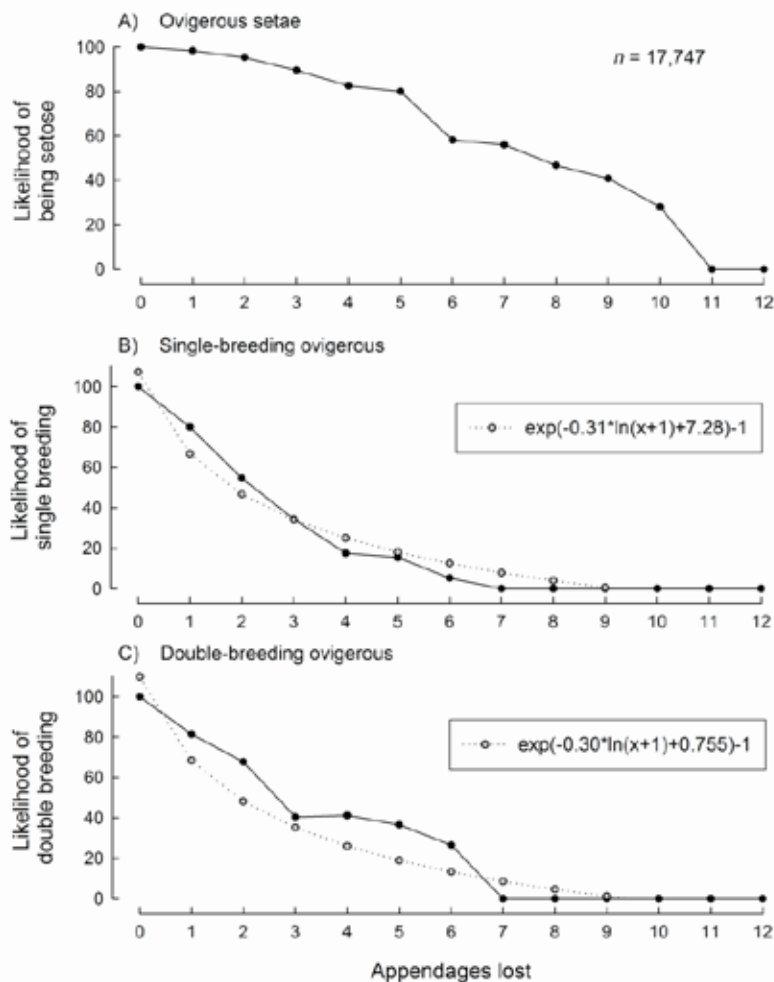 A) Ovigerous setae
n = 17,747
Likelihood of
being setose
100
80
60
40
20
0
0 1 2 3 4 5 6 7 8 9 10 11 12
B) Single-breeding ovigerous
exp(-0.31*ln(x+1)+7.28)-1
Likelihood of
single breeding
100
80
60
40
20
0
0 1 2 3 4 5 6 7 8 9 10 11 12
C) Double-breeding ovigerous
exp(-0.30*ln(x+1)+0.755)-1
Likelihood of
double breeding
100
80
60
40
20
0
0 1 2 3 4 5 6 7 8 9 10 11 12
Appendages lost